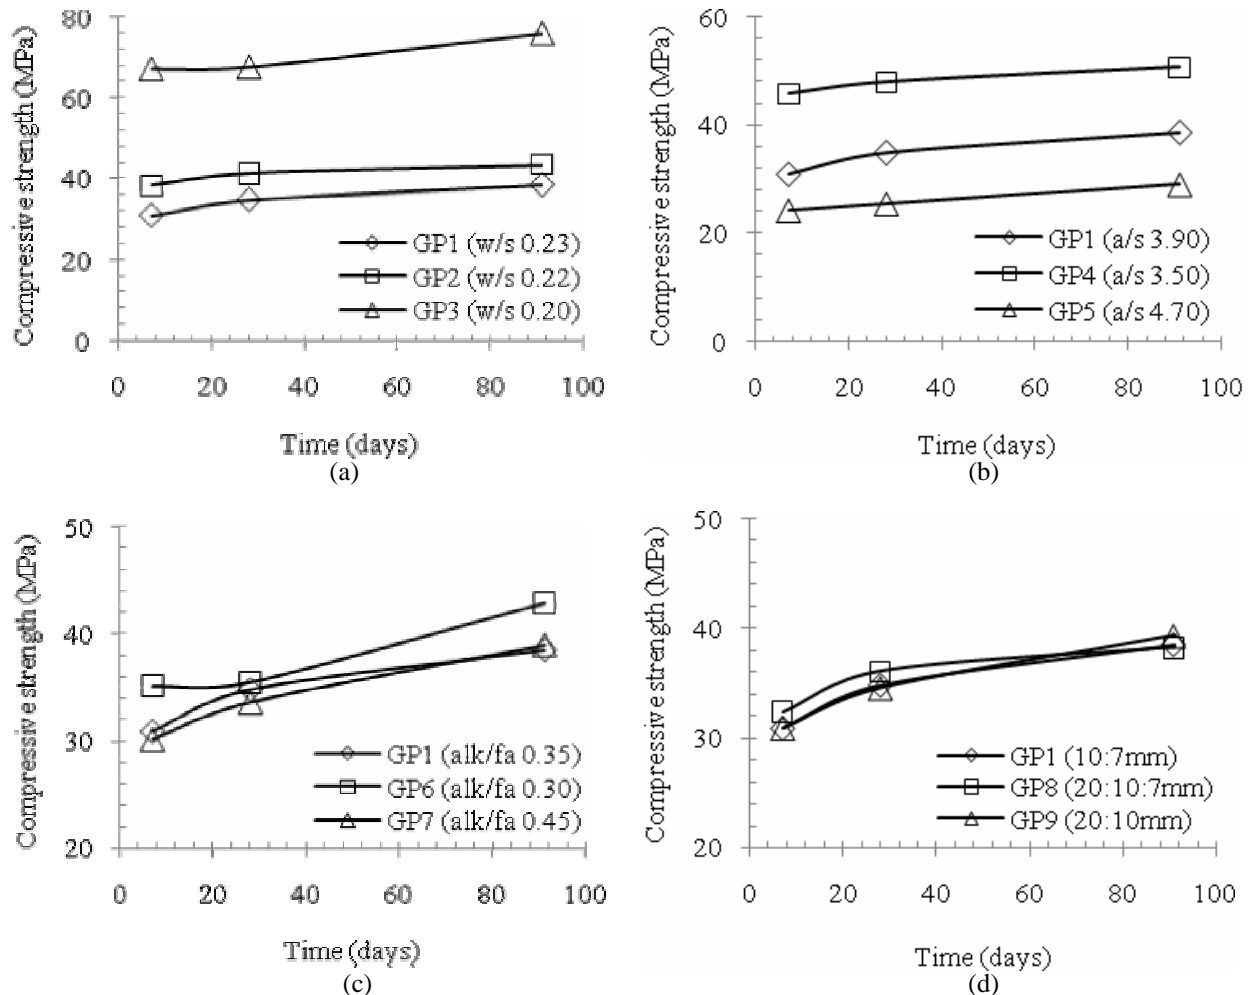 Compressive strength (MPa)
80
60
40
20
0
GP1 (w/s 0.23)
GP2 (w/s 0.22)
GP3 (w/s 0.20)
0 20 40 60 80 100
Time (days)
(a)
Compressive strength (MPa)
60
40
20
0
GP1 (a/s 3.90)
GP4 (a/s 3.50)
GP5 (a/s 4.70)
0 20 40 60 80 100
Time (days)
(b)
Compressive strength (MPa)
50
40
30
20
GP1 (alk/fa 0.35)
GP6 (alk/fa 0.30)
GP7 (alk/fa 0.45)
0 20 40 60 80 100
Time (days)
(c)
Compressive strength (MPa)
50
40
30
20
GP1 (10:7mm)
GP8 (20:10:7mm)
GP9 (20:10mm)
0 20 40 60 80 100
Time (days)
(d)